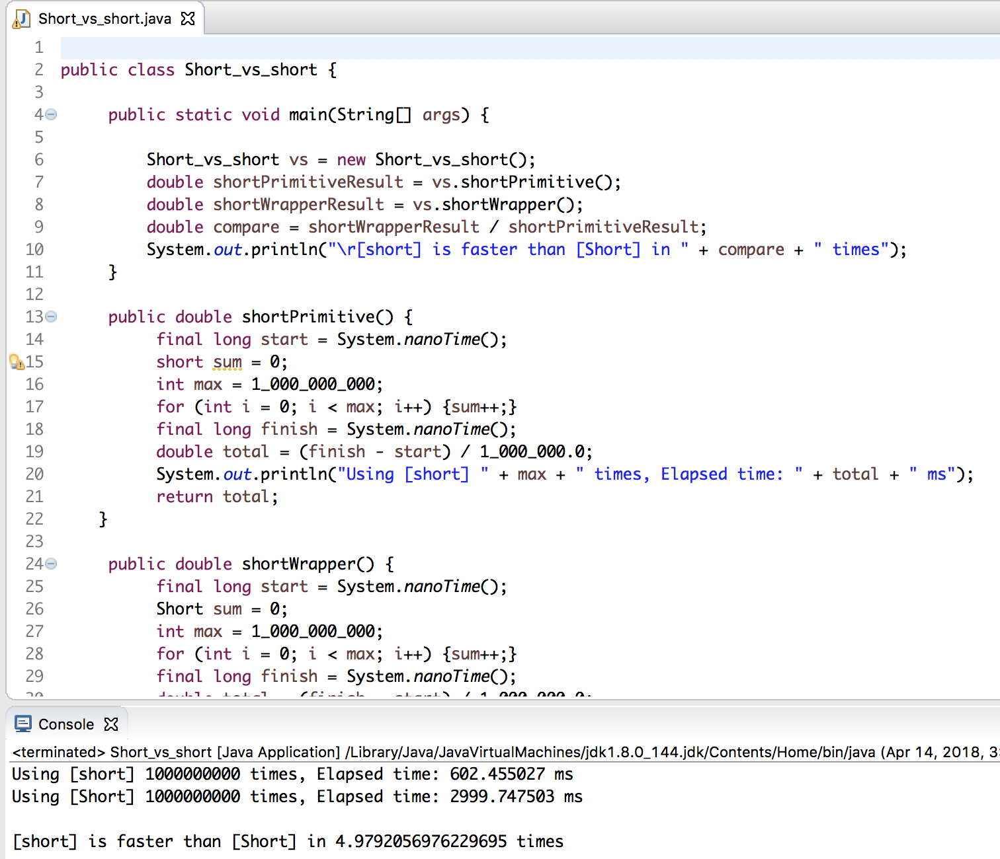 Short_vs_short.java
1
2 public class Short_vs_short {
3
4 public static void main(String[] args) {
5
6 Short_vs_short vs = new Short_vs_short();
7 double shortPrimitiveResult = vs.shortPrimitive();
8 double shortWrapperResult = vs.shortWrapper();
9 double compare = shortWrapperResult / shortPrimitiveResult;
10 System.out.println("\r[short] is faster than [Short] in " + compare + " times");
11 }
12
13 public double shortPrimitive() {
14 final long start = System.nanoTime();
15 short sum = 0;
16 int max = 1_000_000_000;
17 for (int i = 0; i < max; i++) {sum++;}
18 final long finish = System.nanoTime();
19 double total = (finish - start) / 1_000_000.0;
20 System.out.println("Using [short] " + max + " times, Elapsed time: " + total + " ms");
21 return total;
22 }
23
24 public double shortWrapper() {
25 final long start = System.nanoTime();
26 Short sum = 0;
27 int max = 1_000_000_000;
28 for (int i = 0; i < max; i++) {sum++;}
29 final long finish = System.nanoTime();
30 double total = (finish - start) / 1_000_000.0;
Console
<terminated> Short_vs_short [Java Application] /Library/Java/JavaVirtualMachines/jdk1.8.0_144.jdk/Contents/Home/bin/java (Apr 14, 2018, 3
Using [short] 1000000000 times, Elapsed time: 602.455027 ms
Using [Short] 1000000000 times, Elapsed time: 2999.747503 ms
[short] is faster than [Short] in 4.9792056976229695 times